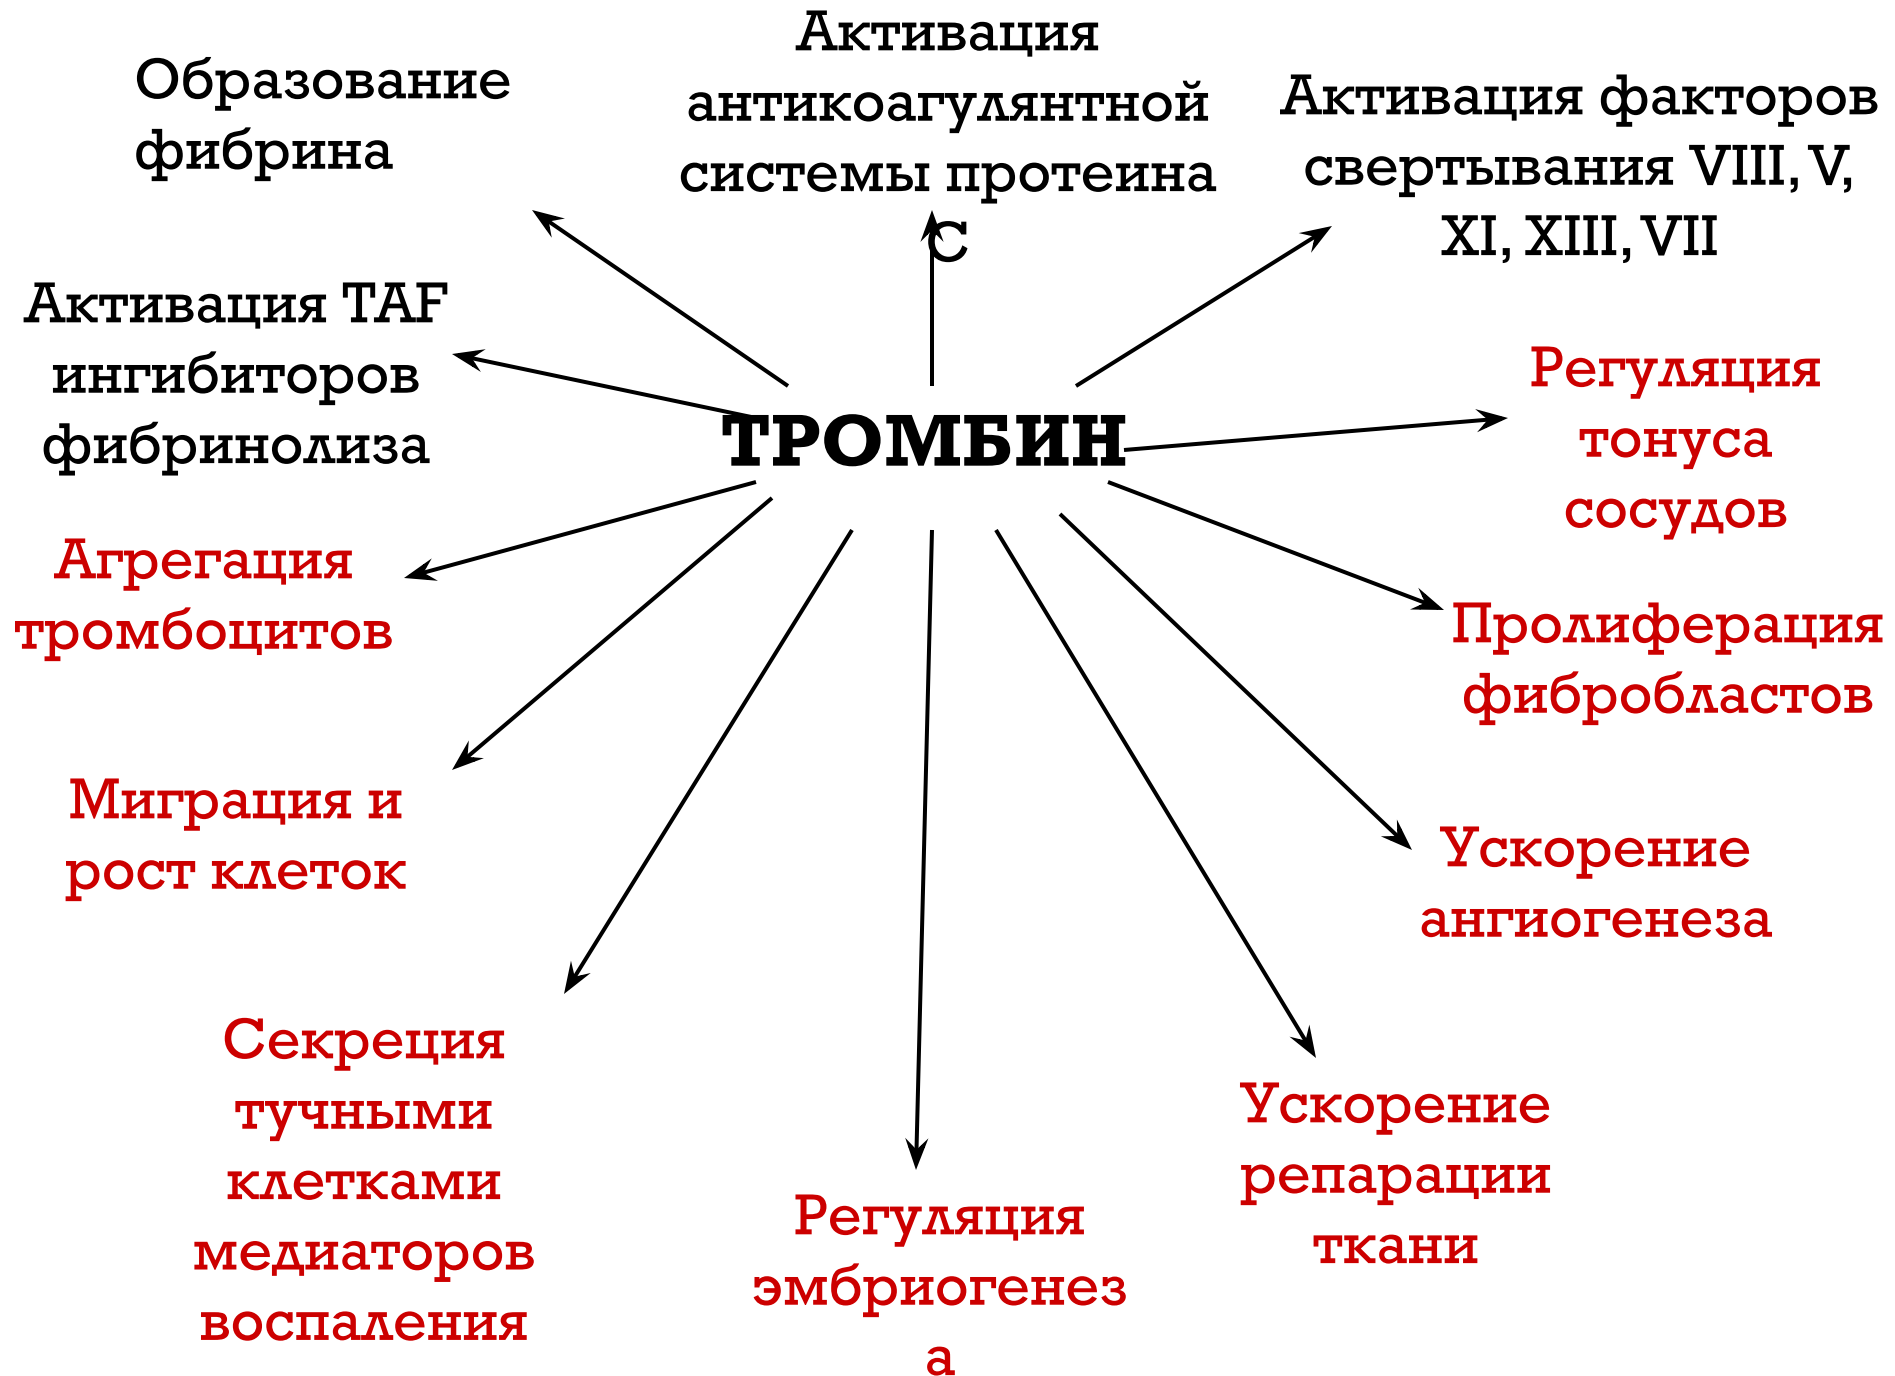 Образование
фибрина
Активация
антикоагулянтной
системы протеина
С
Активация факторов
свертывания VIII, V,
XI, XIII, VII
Активация TAF
ингибиторов
фибринолиза
ТРОМБИН
Регуляция
тонуса
сосудов
Агрегация
тромбоцитов
Пролиферация
фибробластов
Миграция и
рост клеток
Ускорение
ангиогенеза
Секреция
тучными
клетками
медиаторов
воспаления
Регуляция
эмбриогенез
а
Ускорение
репарации
ткани